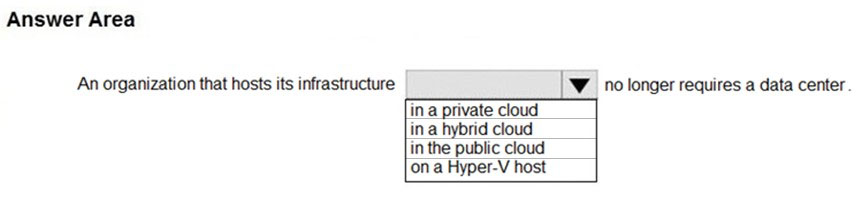 Answer Area
An organization that hosts its infrastructure no longer requires a data center.
in a private cloud
in a hybrid cloud
in the public cloud
on a Hyper-V host